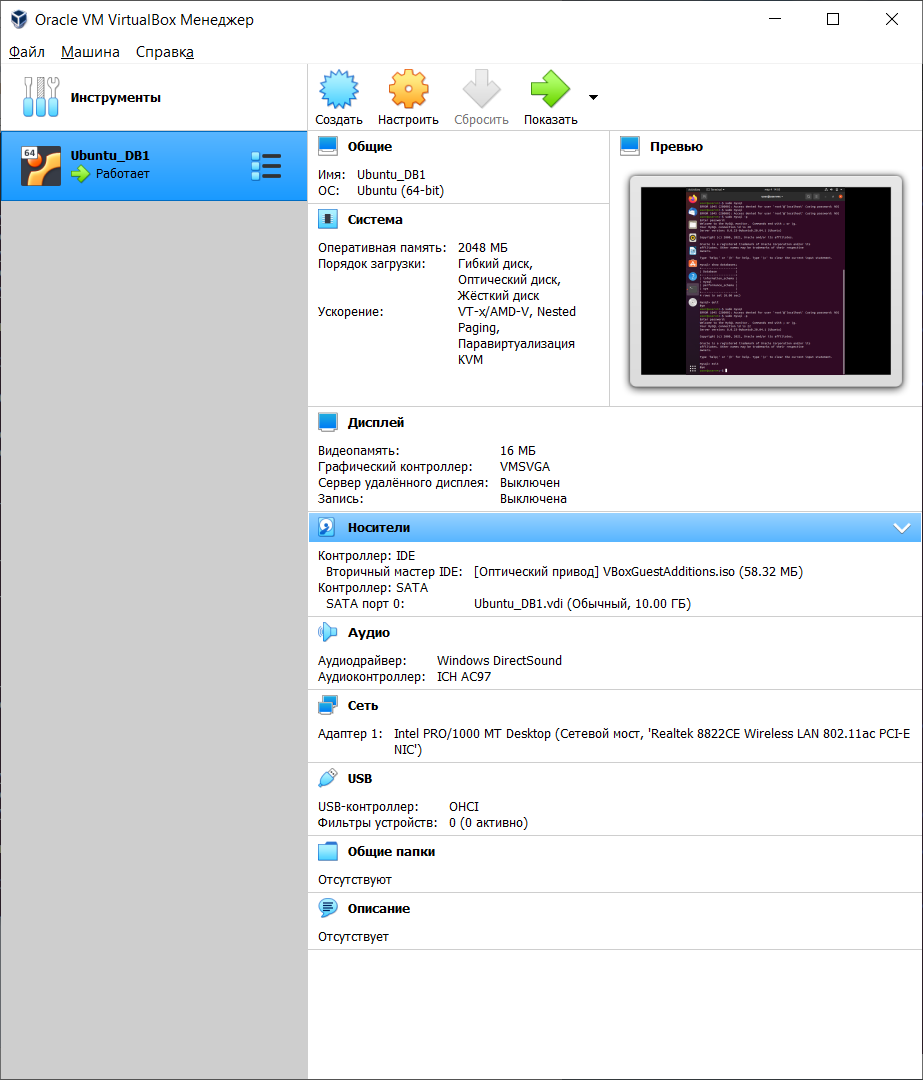 Oracle VM VirtualBox Менеджер
Файл Машина Справка
Инструменты
Создать Настроить Сбросить Показать
64
Ubuntu_DB1
Работает
Общие
Имя: Ubuntu_DB1
ОС: Ubuntu (64-bit)
Превью
Система
Оперативная память: 2048 МБ
Порядок загрузки: Гибкий диск,
Оптический диск,
Жёсткий диск
Ускорение: VT-x/AMD-V, Nested
Paging,
Паравиртуализация
KVM
Дисплей
Видеопамять: 16 МБ
Графический контроллер: VMSVGA
Сервер удалённого дисплея: Выключен
Запись: Выключена
Носители
Контроллер: IDE
Вторичный мастер IDE: [Оптический привод] VBoxGuestAdditions.iso (58.32 МБ)
Контроллер: SATA
SATA порт 0: Ubuntu_DB1.vdi (Обычный, 10.00 ГБ)
Аудио
Аудиодрайвер: Windows DirectSound
Аудиоконтроллер: ICH AC97
Сеть
Адаптер 1: Intel PRO/1000 MT Desktop (Сетевой мост, 'Realtek 8822CE Wireless LAN 802.11ac PCI-E
NIC')
USB
USB-контроллер: OHCI
Фильтры устройств: 0 (0 активно)
Общие папки
Отсутствуют
Описание
Отсутствует